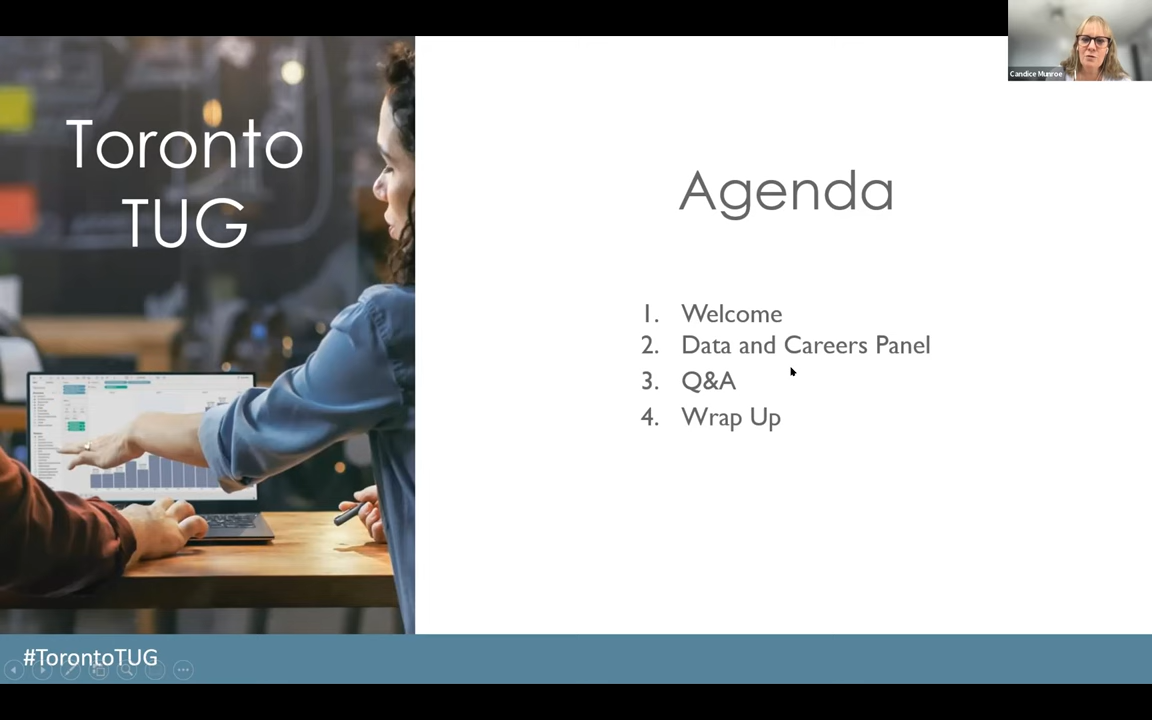 Candice Munroe
Toronto
TUG
Agenda
1. Welcome
2. Data and Careers Panel
3. Q&A
4. Wrap Up
#TorontoTUG